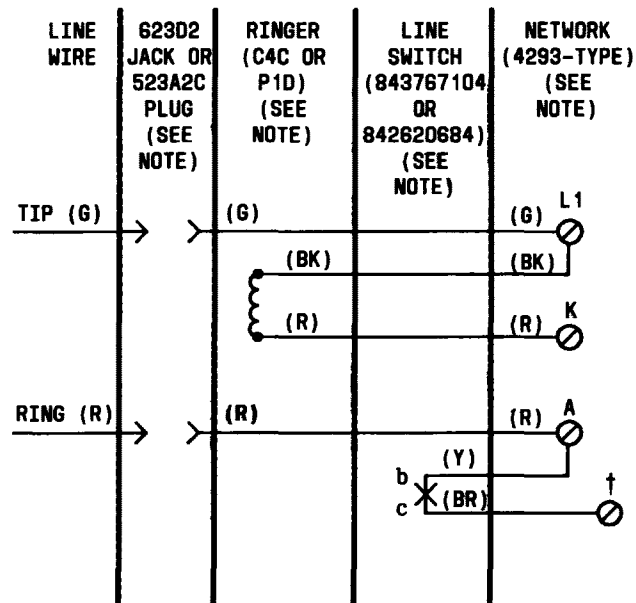 LINE WIRE
623D2 JACK OR 523A2C PLUG (SEE NOTE)
RINGER (C4C OR P1D) (SEE NOTE)
LINE SWITCH (843767104 OR 842620684) (SEE NOTE)
NETWORK (4293-TYPE) (SEE NOTE)
L1
TIP (G) (G) (G)
(BK) (BK)
K
(R) (R)
A
RING (R) (R) (R)
(Y)
b
†
c (BR)